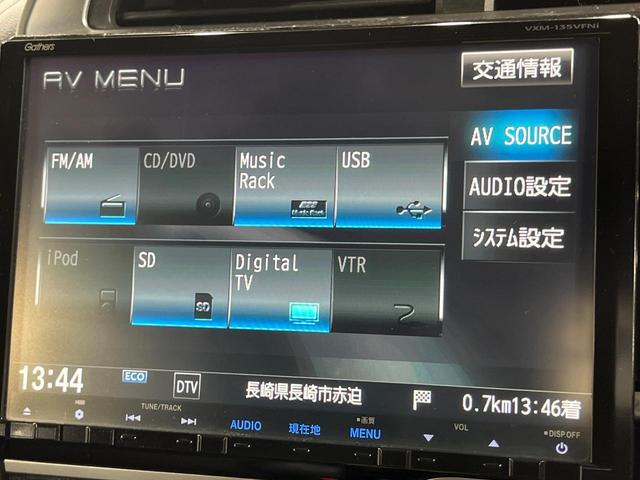 Gathers
VXM-135VFNi
AV MENU
交通情報
FM/AM
CD/DVD
Music
Rack
USB
AV SOURCE
AUDIO設定
システム設定
iPod
SD
SD
Digital
TV
VTR
13:44
ECO
DTV
長崎県長崎市赤迫
0.7km13:46着
TUNE/TRACK
AUDIO
現在地
画質
MENU
VOL
DISP.OFF